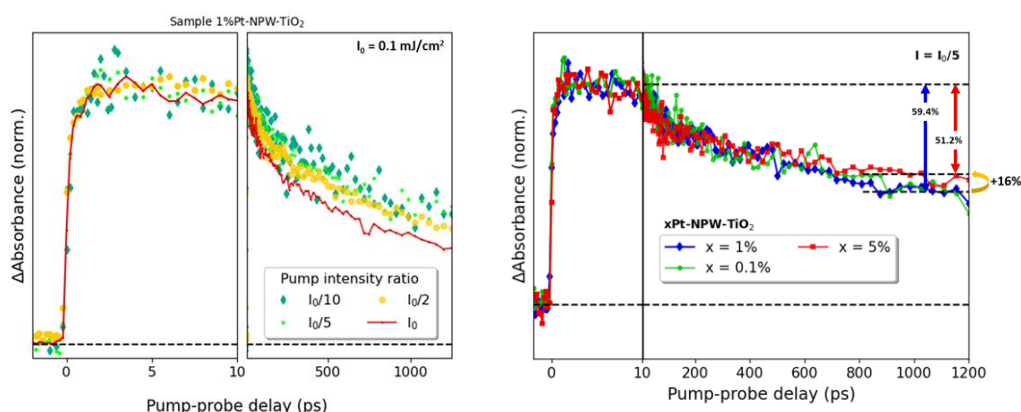 Sample 1%Pt-NPW-TiO₂
I₀ = 0.1 mJ/cm²
ΔAbsorbance (norm.)
Pump intensity ratio
I₀/10
I₀/2
I₀/5
I₀
0
5
10
500
1000
Pump-probe delay (ps)
I = I₀/5
59.4%
51.2%
+16%
ΔAbsorbance (norm.)
xPt-NPW-TiO₂
x = 1%
x = 5%
x = 0.1%
0
10
200
400
600
800
1000
1200
Pump-probe delay (ps)